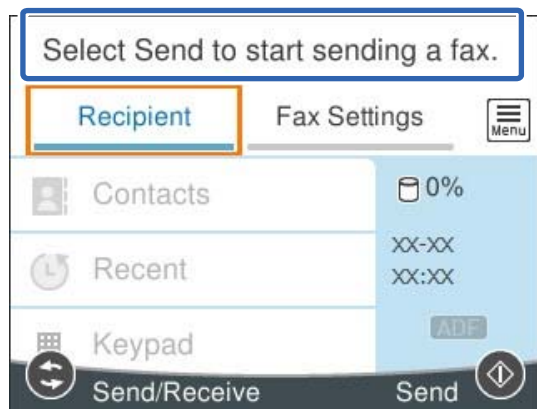 Select Send to start sending a fax.
Recipient
Fax Settings
Menu
Contacts
0%
XX-XX
Recent
XX:XX
Keypad
ADF
Send/Receive
Send